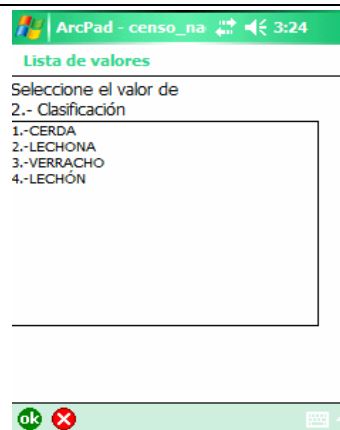 ArcPad - censo_na 3:24
Lista de valores
Seleccione el valor de
2.- Clasificación
1.-CERDA
2.-LECHONA
3.-VERRACHO
4.-LECHÓN
ok